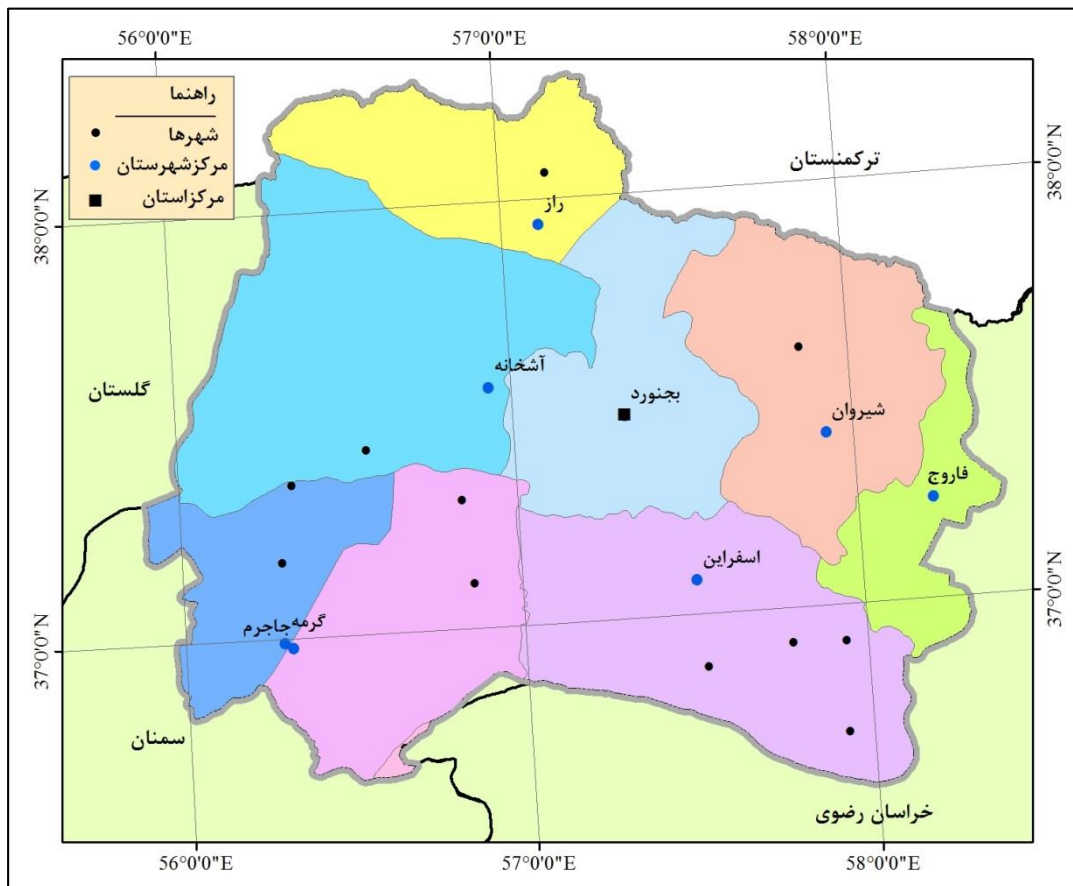 56°0'0"E
57°0'0"E
58°0'0"E
راهنما
شهرها
مرکزشهرستان
مرکزاستان
ترکمنستان
38°0'0"N
38°0'0"N
راز
آشخانه
گلستان
بجنورد
شیروان
فاروج
اسفراین
37°0'0"N
37°0'0"N
گرمه
جاجرم
سمنان
خراسان رضوی
56°0'0"E
57°0'0"E
58°0'0"E